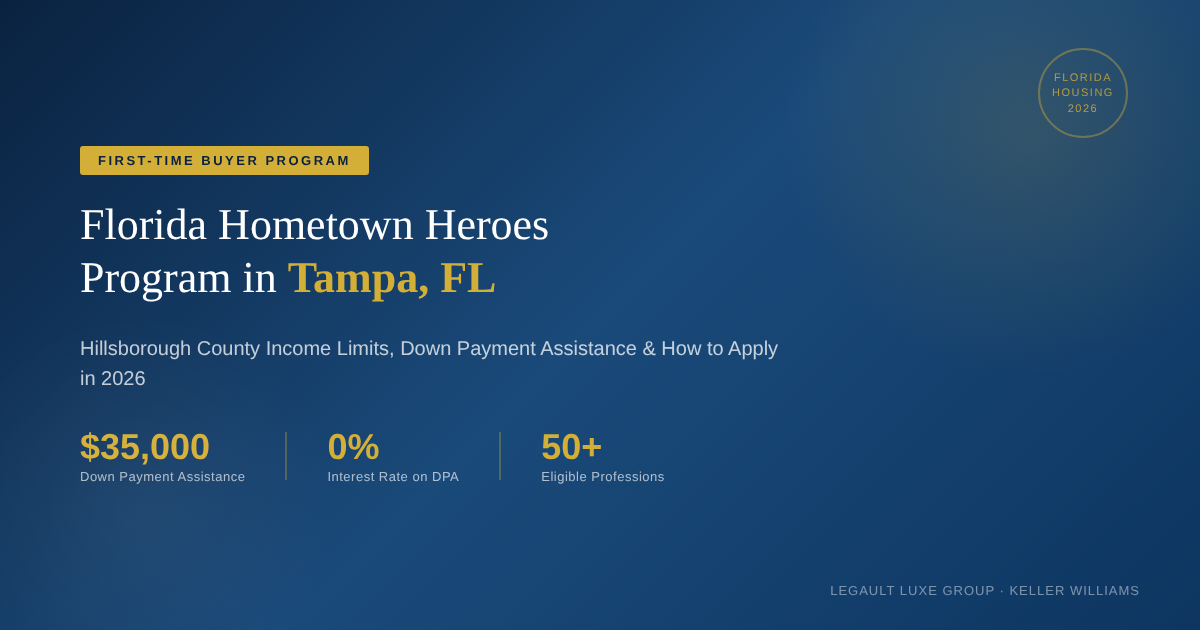 FLORIDA
HOUSING
2026
FIRST-TIME BUYER PROGRAM
Florida Hometown Heroes
Program in Tampa, FL
Hillsborough County Income Limits, Down Payment Assistance & How to Apply
in 2026
$35,000
Down Payment Assistance
0%
Interest Rate on DPA
50+
Eligible Professions
LEGAULT LUXE GROUP · KELLER WILLIAMS